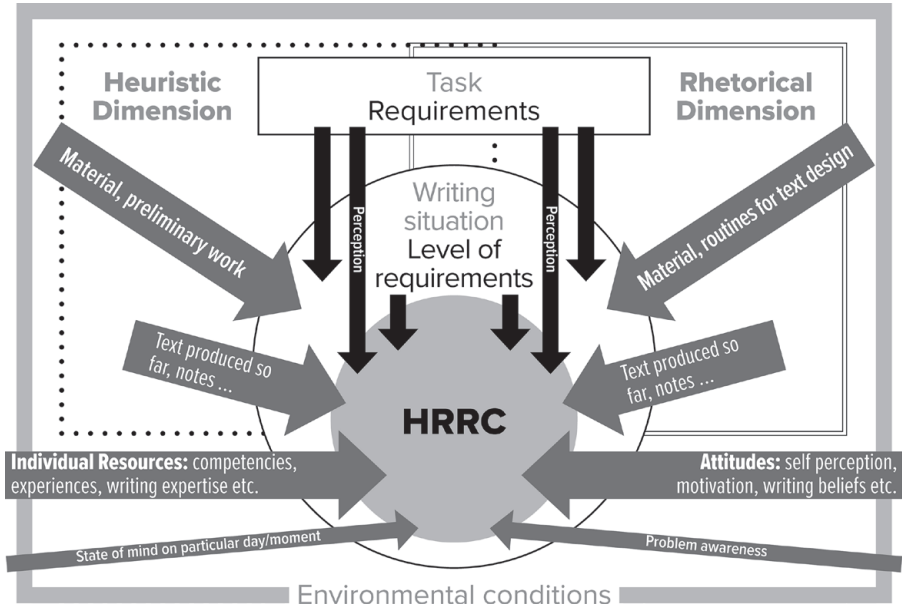 Heuristic
Dimension
Task
Requirements
Rhetorical
Dimension
Material, preliminary work
Material, routines for text design
Writing
situation
Level of
requirements
Perception
Perception
Text produced so
far, notes ...
Text produced so
far, notes ...
HRRC
Individual Resources: competencies,
experiences, writing expertise etc.
Attitudes: self perception,
motivation, writing beliefs etc.
State of mind on particular day/moment
Problem awareness
Environmental conditions